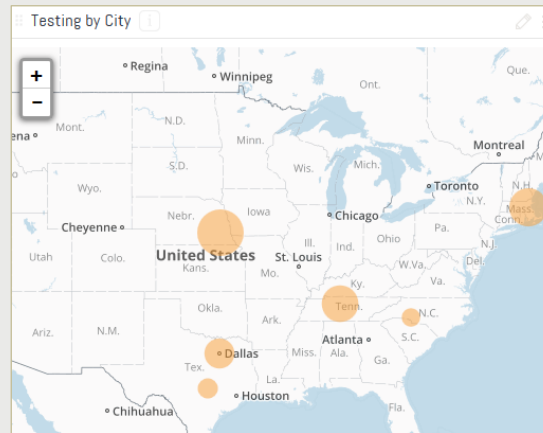 Testing by City
i
+
−
Regina
Winnipeg
Ont.
Que.
Mont.
N.D.
Minn.
Montreal
S.D.
Wis.
Mich.
Toronto
N.H.
Wyo.
N.Y.
Mass.
Nebr.
Iowa
Chicago
Conn.
Cheyenne
Pa.
Ill.
Ind.
Ohio
N.J.
Utah
Colo.
United States
St. Louis
Kans.
Mo.
W.Va.
Del.
Ky.
Va.
Okla.
Tenn.
N.C.
Ariz.
N.M.
Ark.
Atlanta
S.C.
Dallas
Miss.
Ala.
Ga.
Tex.
La.
Houston
Chihuahua
Fla.